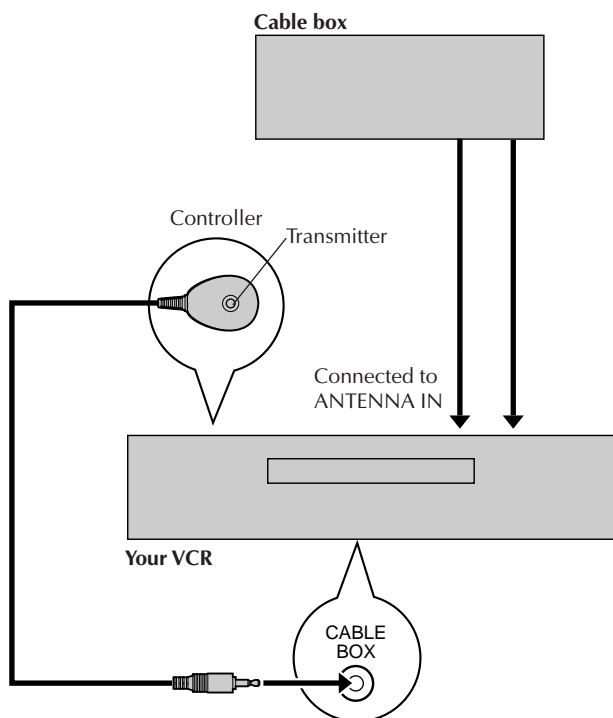 Cable box
Controller
Transmitter
Connected to
ANTENNA IN
Your VCR
CABLE
BOX